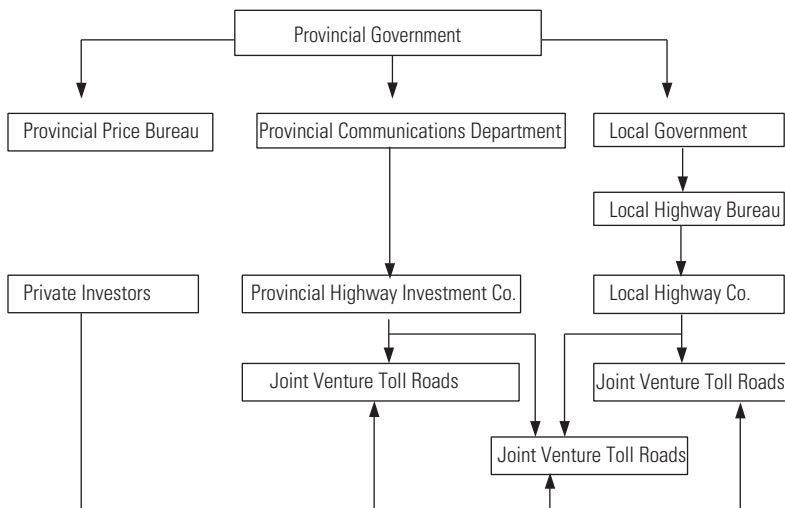 Provincial Government
Provincial Price Bureau
Provincial Communications Department
Local Government
Local Highway Bureau
Private Investors
Provincial Highway Investment Co.
Local Highway Co.
Joint Venture Toll Roads
Joint Venture Toll Roads
Joint Venture Toll Roads